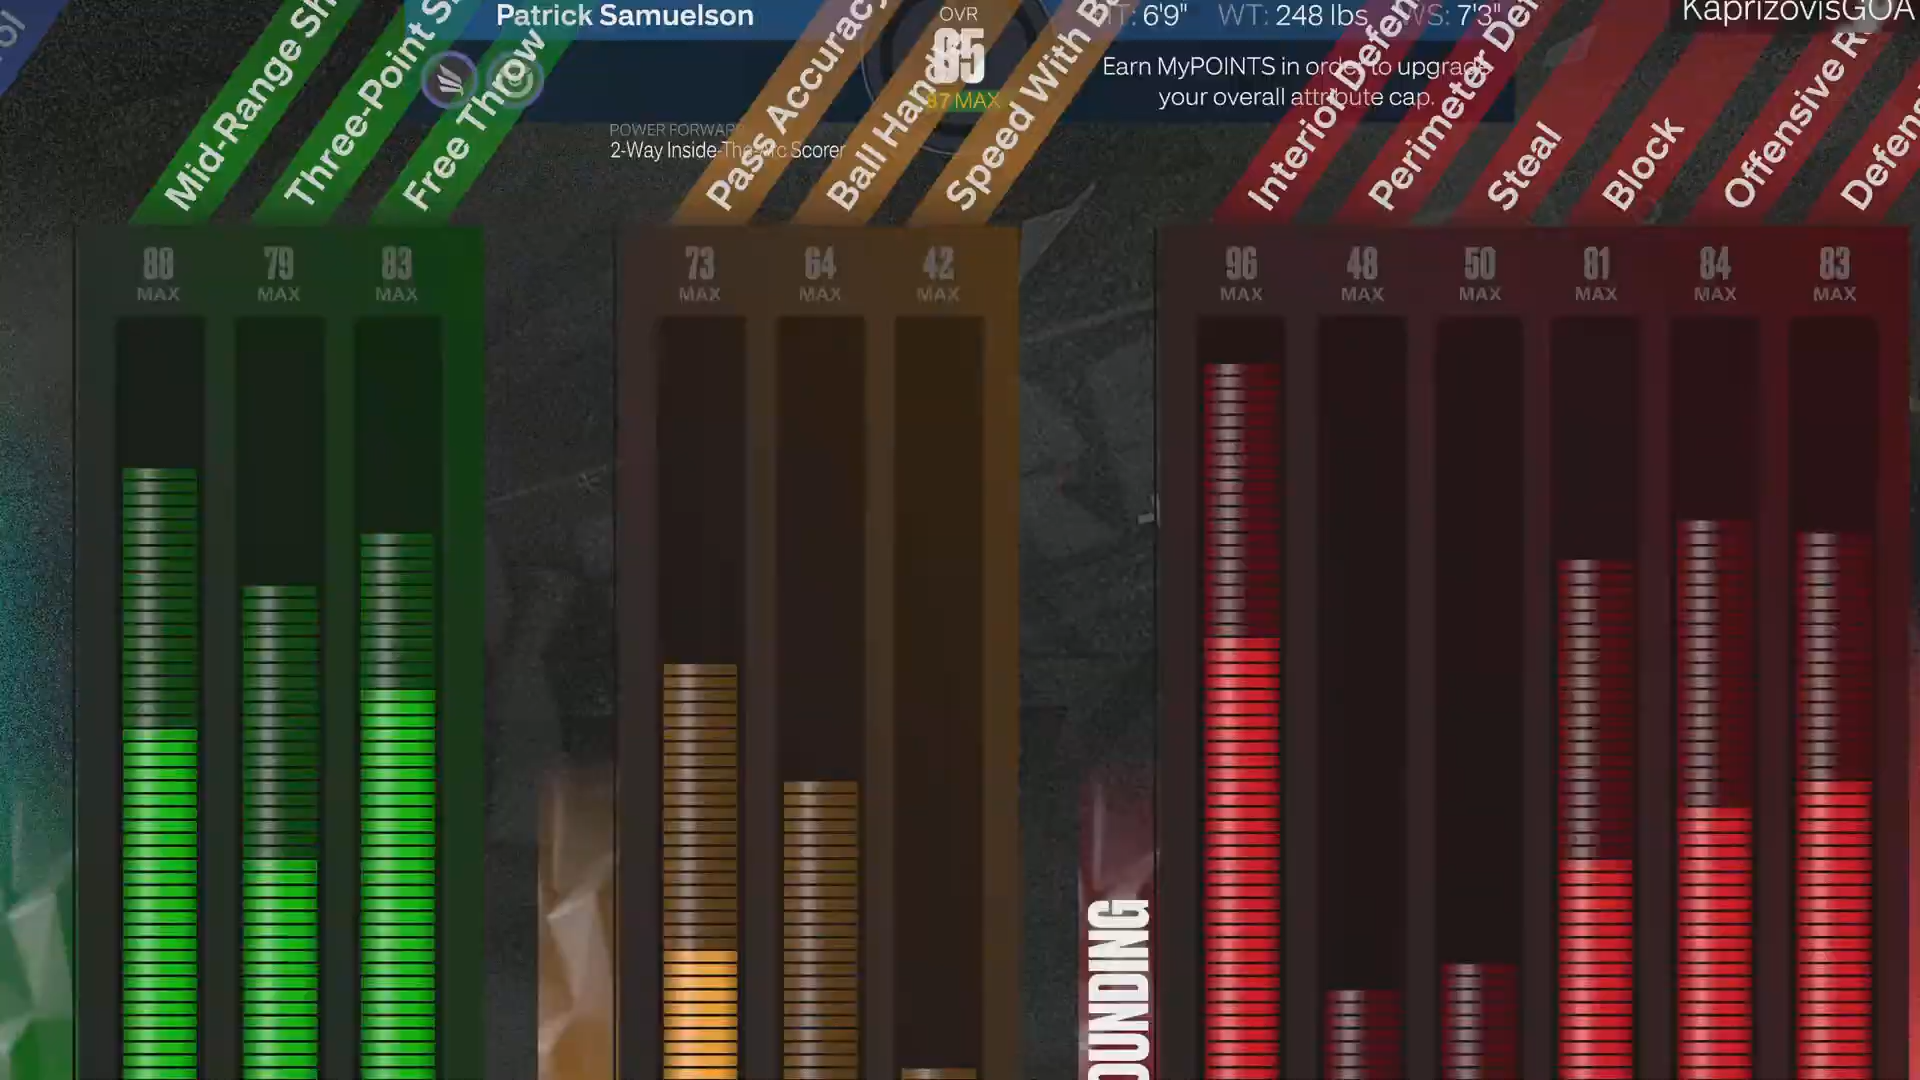 Patrick Samuelson
OVR
87 MAX
HT: 6'9" WT: 248 lbs WS: 7'3"
Earn MyPOINTS in order to upgrade
your overall attribute cap.
POWER FORWARD
2-Way Inside-The-Arc Scorer
KaprizovisGOA
Mid-Range Sh
Three-Point S
Free Throw
Pass Accuracy
Ball Hand
Speed With Ba
Interior Defen
Perimeter Def
Steal
Block
Offensive R
Defens
88 79 83 73 64 42 96 48 50 81 84 83
MAX MAX MAX MAX MAX MAX MAX MAX MAX MAX MAX MAX
OUNDING